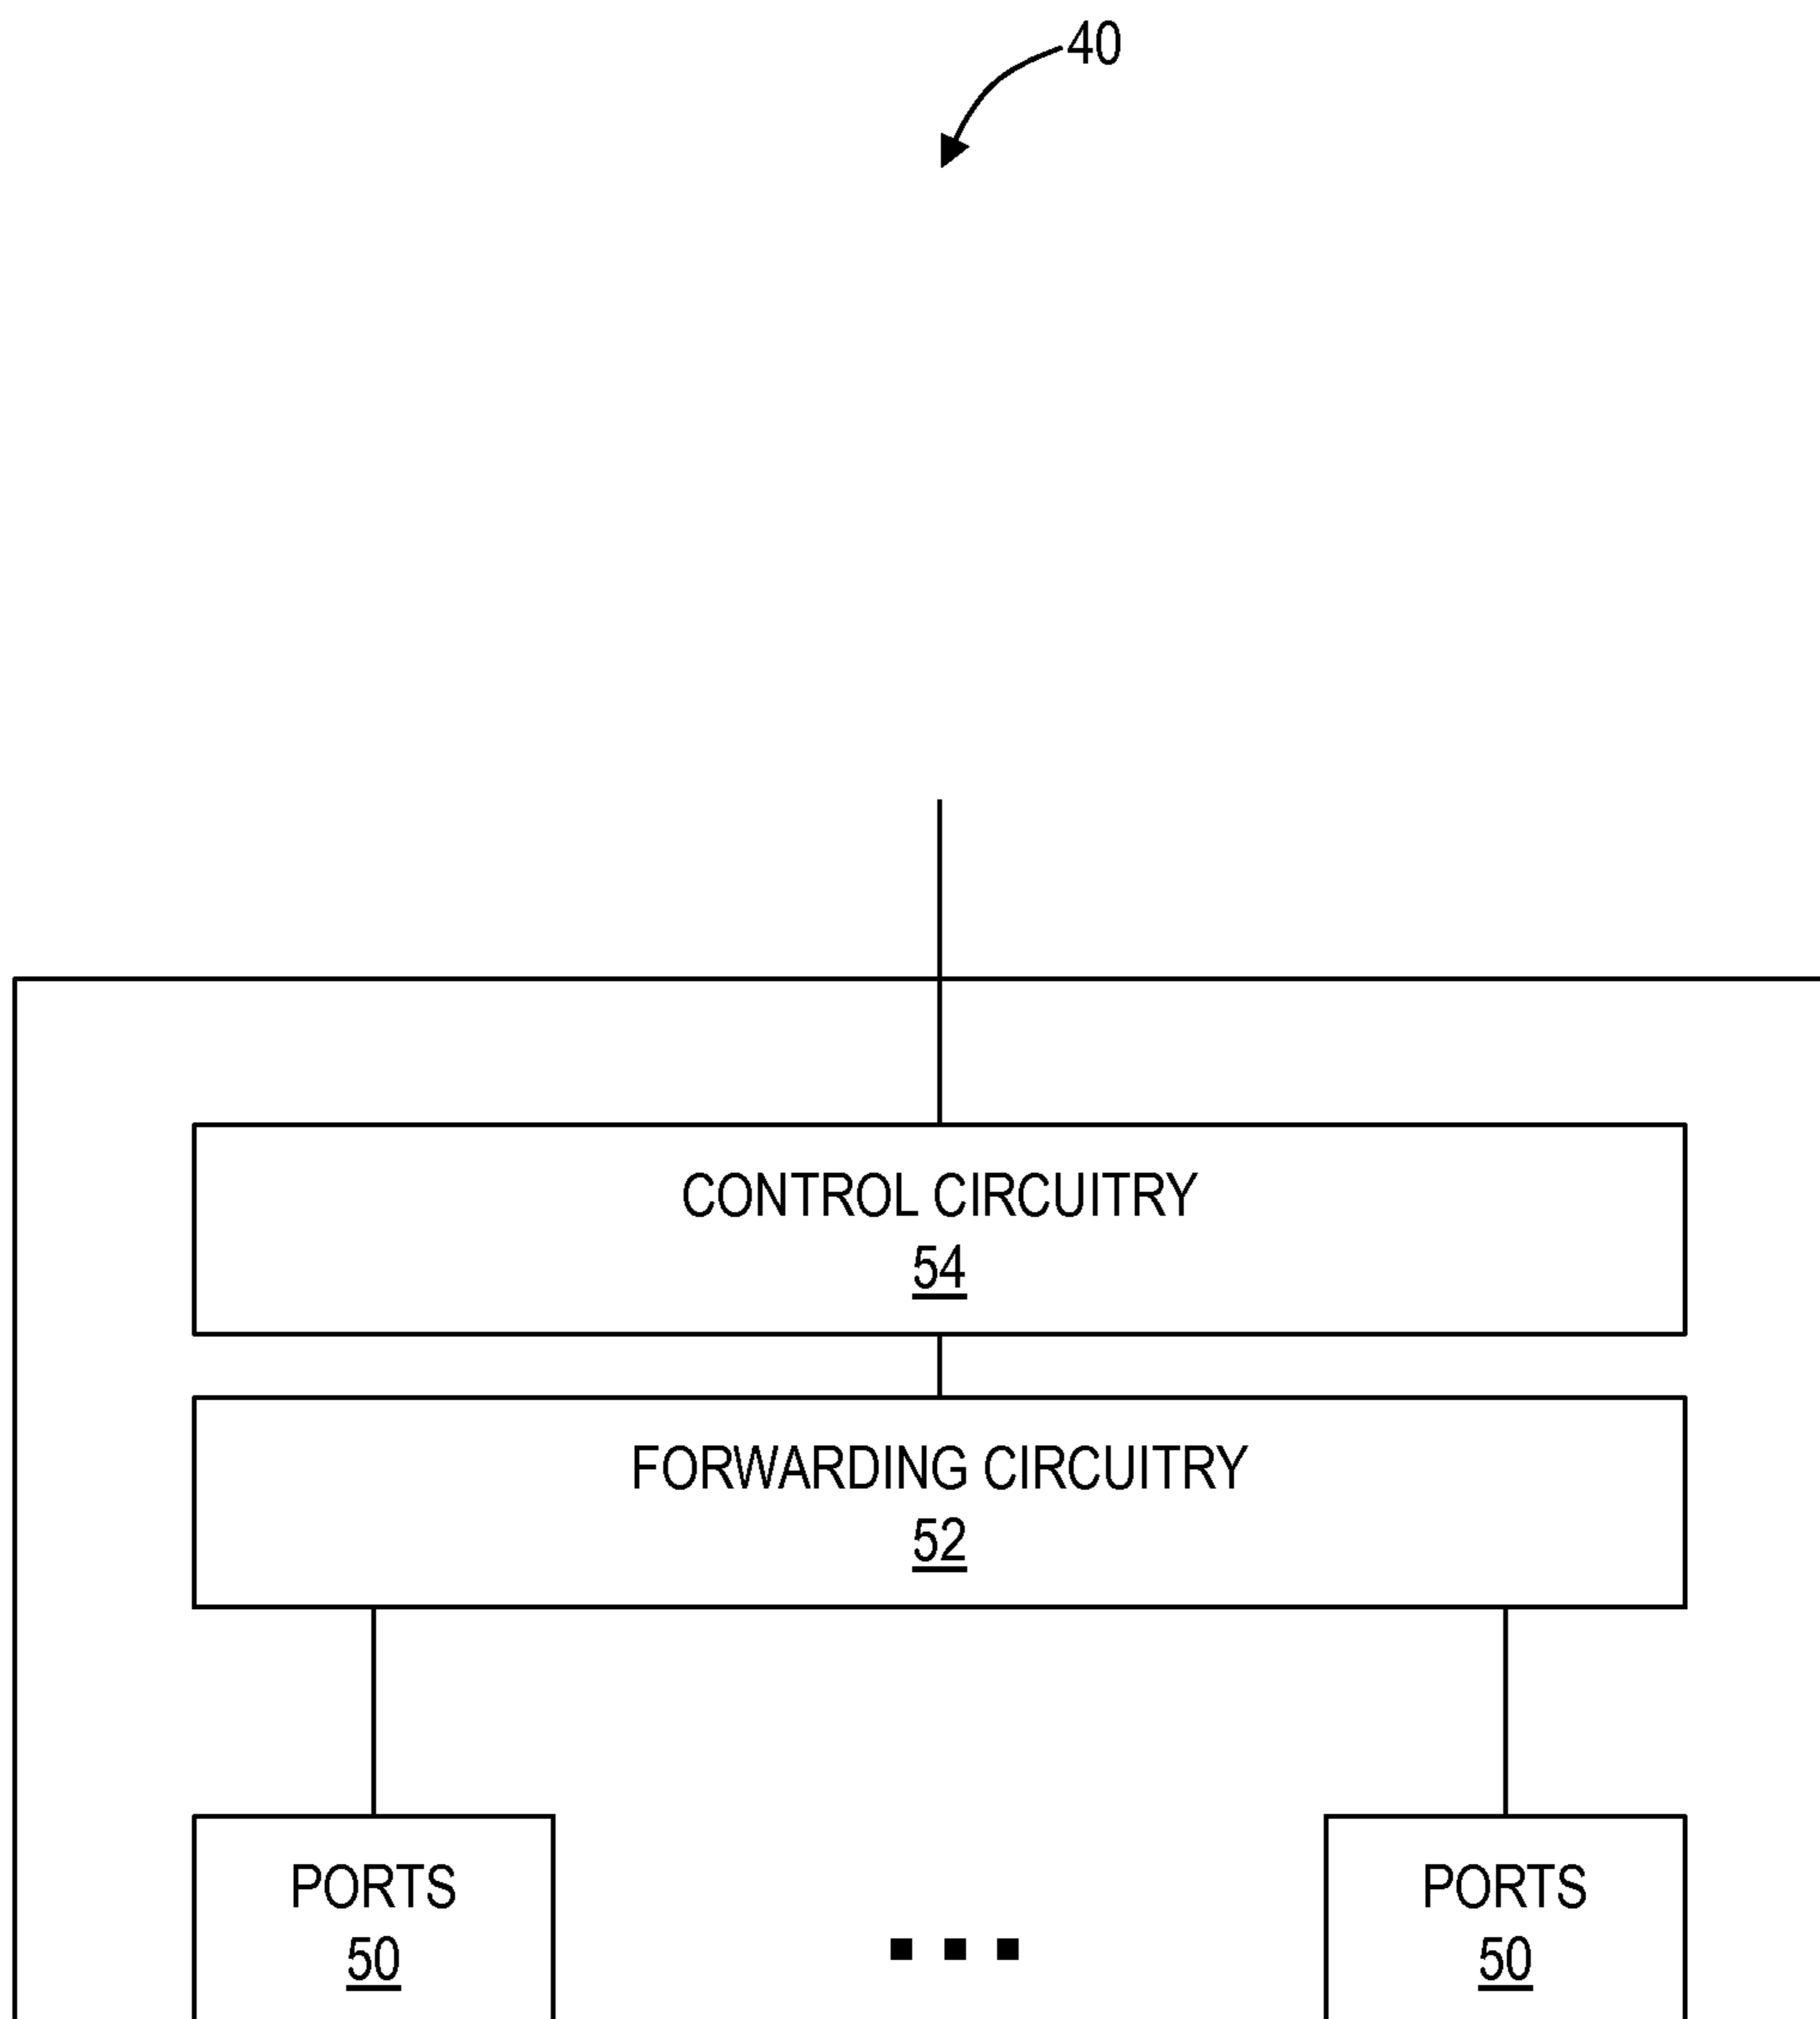 40
CONTROL CIRCUITRY
54
FORWARDING CIRCUITRY
52
PORTS
50
PORTS
50